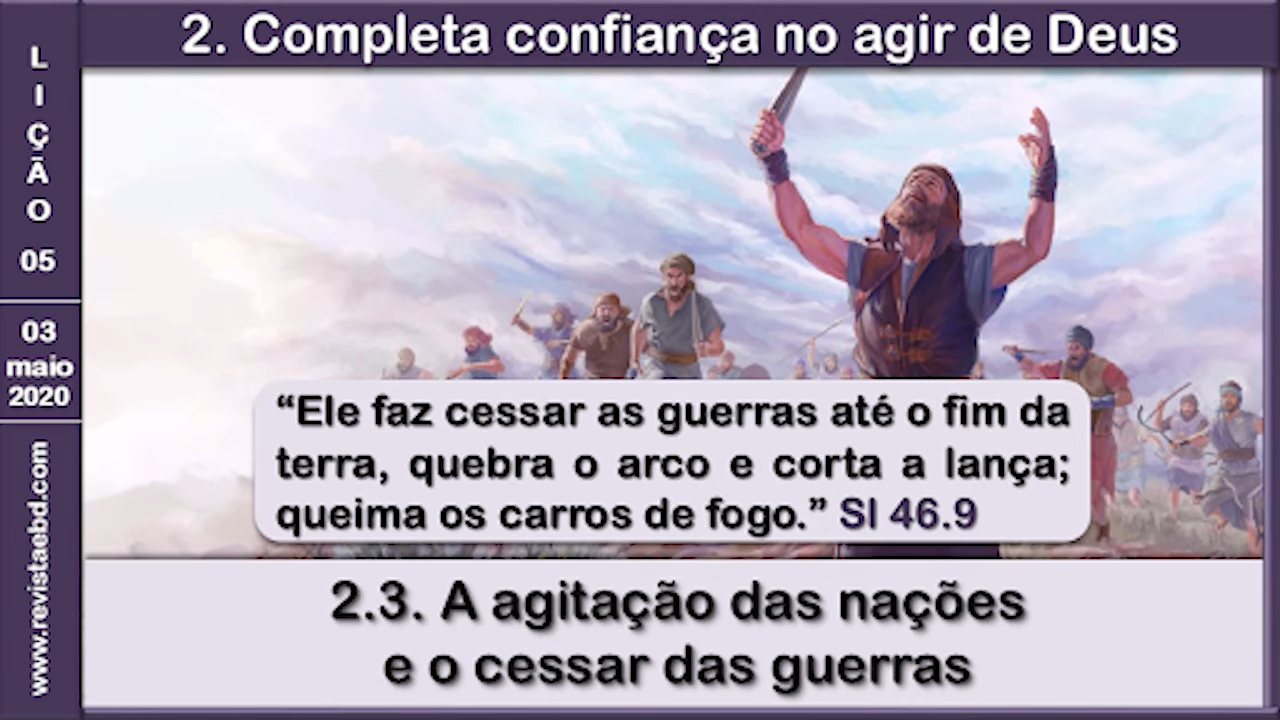 2. Completa confiança no agir de Deus
LIÇÃO
05
03
maio
2020
www.revistaebd.com
“Ele faz cessar as guerras até o fim da
terra, quebra o arco e corta a lança;
queima os carros de fogo.” Sl 46.9
2.3. A agitação das nações
e o cessar das guerras